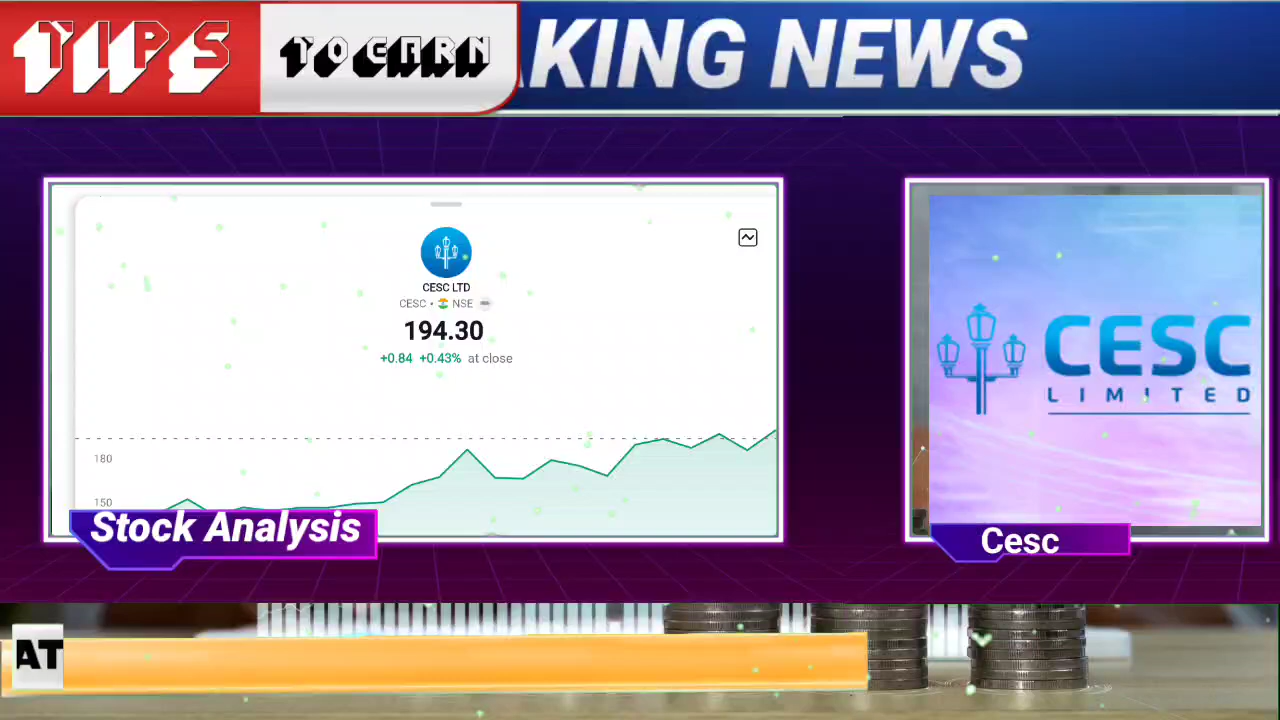 TIPS
TO EARN
KING NEWS
CESC LTD
CESC • NSE
194.30
+0.84 +0.43% at close
180
150
Stock Analysis
CESC
LIMITED
Cesc
AT